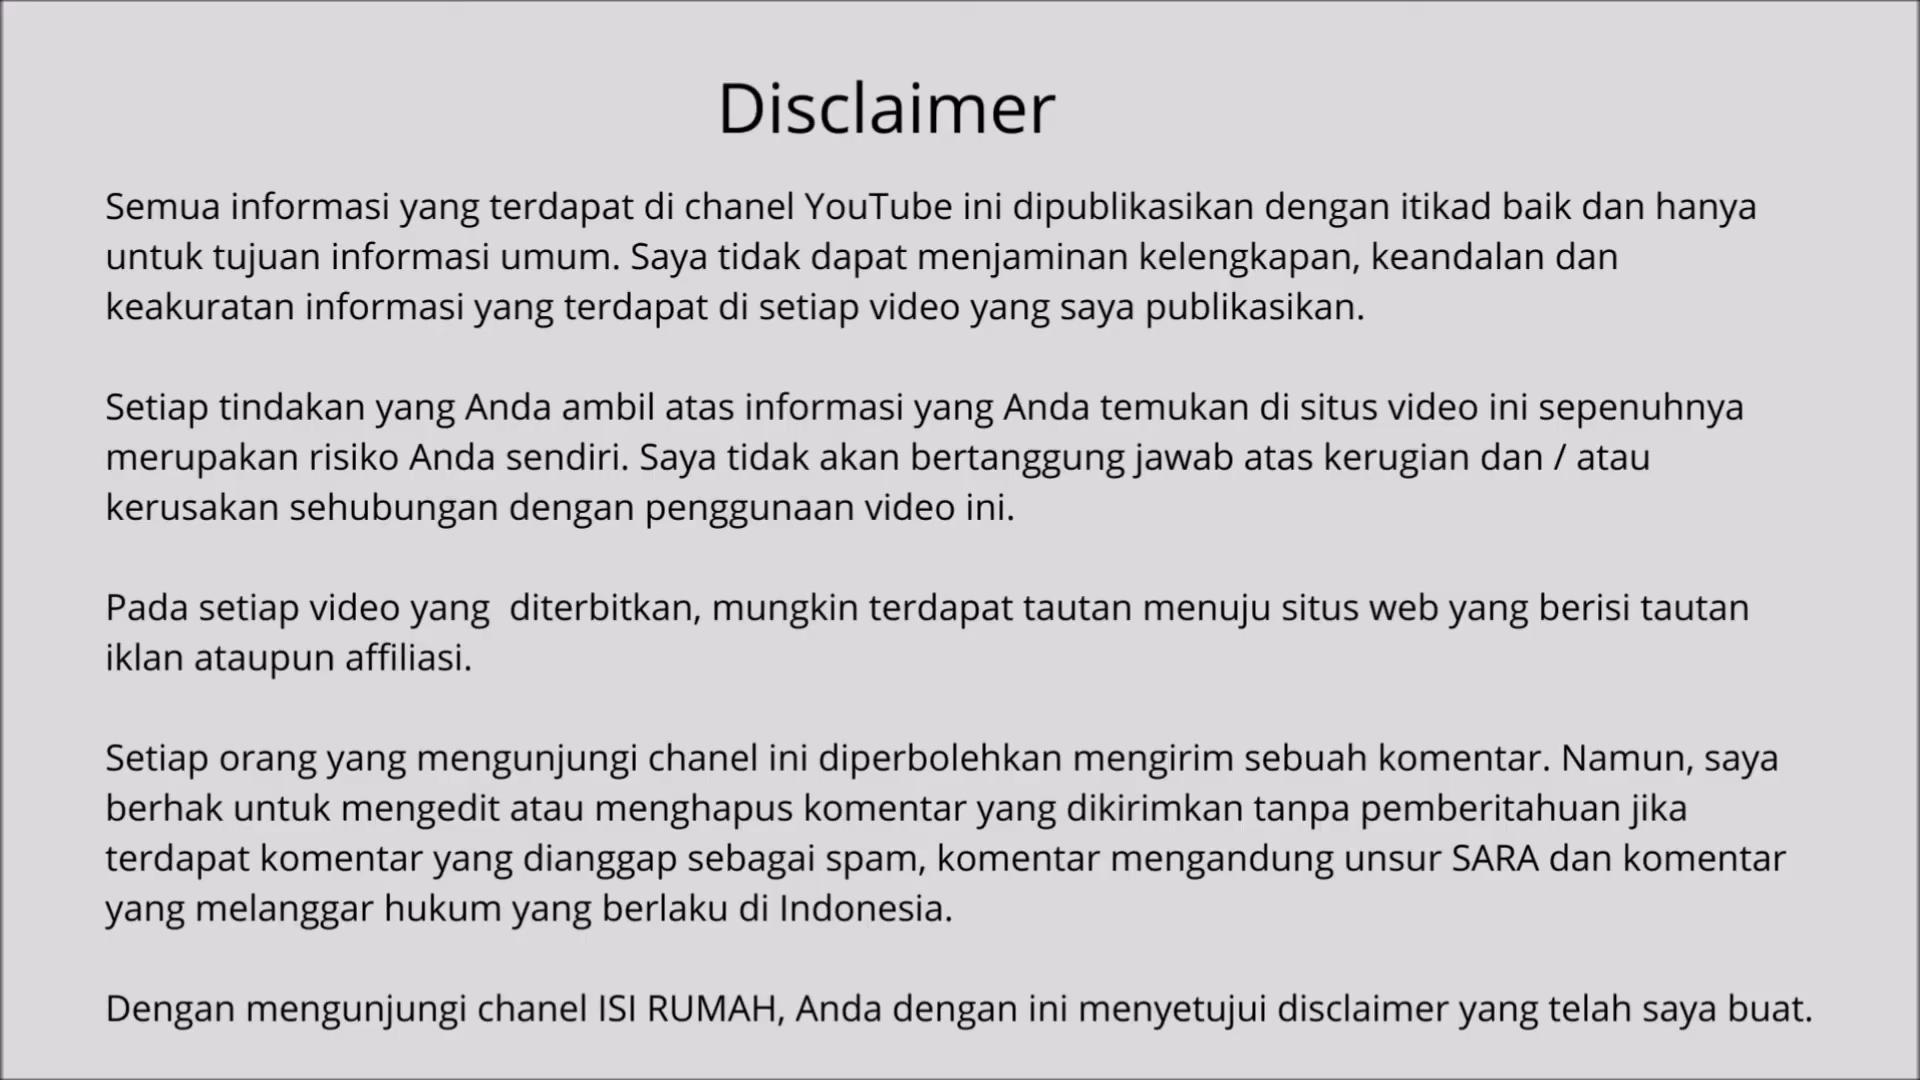 Disclaimer
Semua informasi yang terdapat di chanel YouTube ini dipublikasikan dengan itikad baik dan hanya
untuk tujuan informasi umum. Saya tidak dapat menjaminan kelengkapan, keandalan dan
keakuratan informasi yang terdapat di setiap video yang saya publikasikan.
Setiap tindakan yang Anda ambil atas informasi yang Anda temukan di situs video ini sepenuhnya
merupakan risiko Anda sendiri. Saya tidak akan bertanggung jawab atas kerugian dan / atau
kerusakan sehubungan dengan penggunaan video ini.
Pada setiap video yang  diterbitkan, mungkin terdapat tautan menuju situs web yang berisi tautan
iklan ataupun affiliasi.
Setiap orang yang mengunjungi chanel ini diperbolehkan mengirim sebuah komentar. Namun, saya
berhak untuk mengedit atau menghapus komentar yang dikirimkan tanpa pemberitahuan jika
terdapat komentar yang dianggap sebagai spam, komentar mengandung unsur SARA dan komentar
yang melanggar hukum yang berlaku di Indonesia.
Dengan mengunjungi chanel ISI RUMAH, Anda dengan ini menyetujui disclaimer yang telah saya buat.